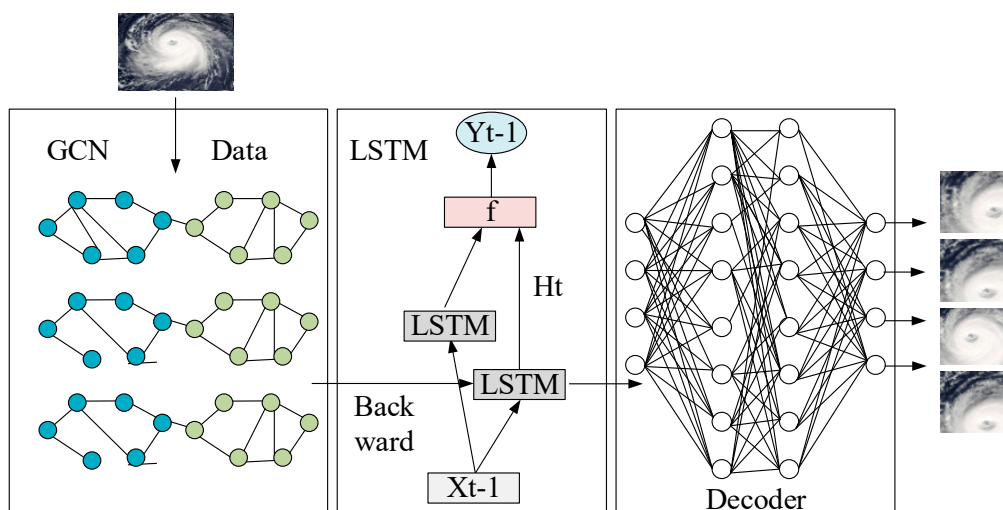 GCN
Data
LSTM
Yt-1
f
Ht
LSTM
LSTM
Back
ward
Xt-1
Decoder